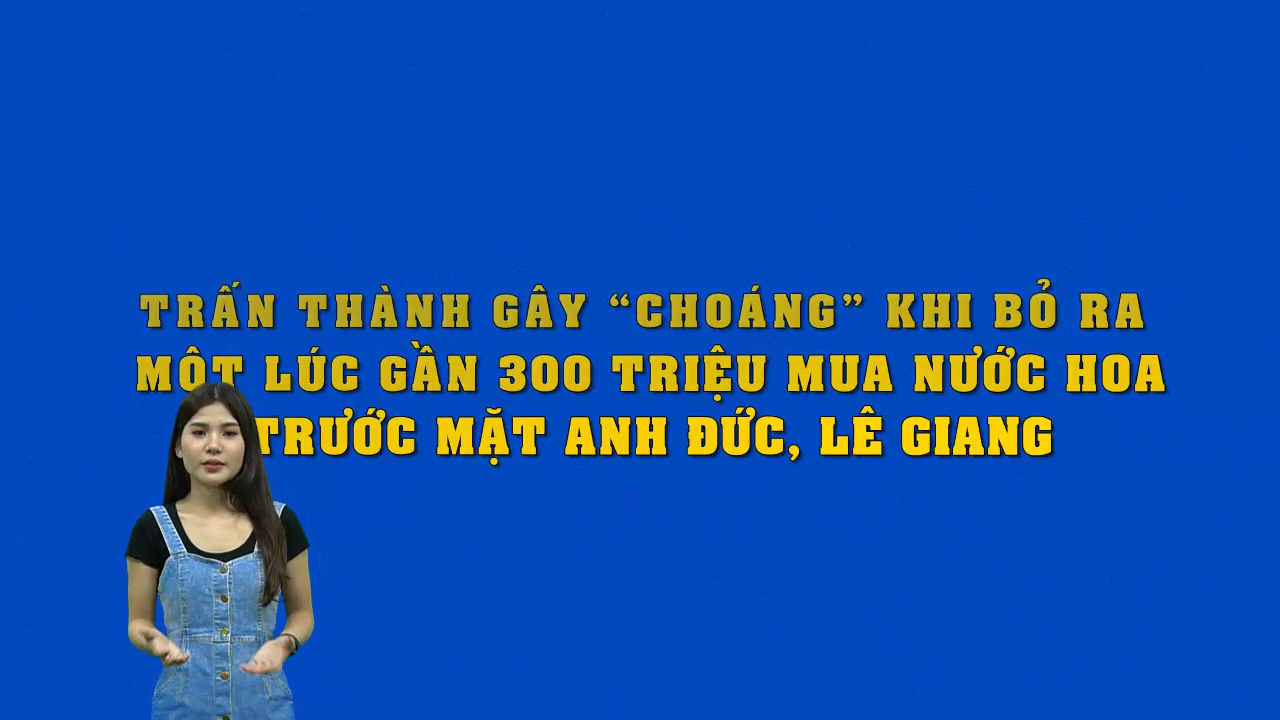 TRẤN THÀNH GÂY “CHOÁNG” KHI BỎ RA
MỘT LÚC GẦN 300 TRIỆU MUA NƯỚC HOA
TRƯỚC MẶT ANH ĐỨC, LÊ GIANG